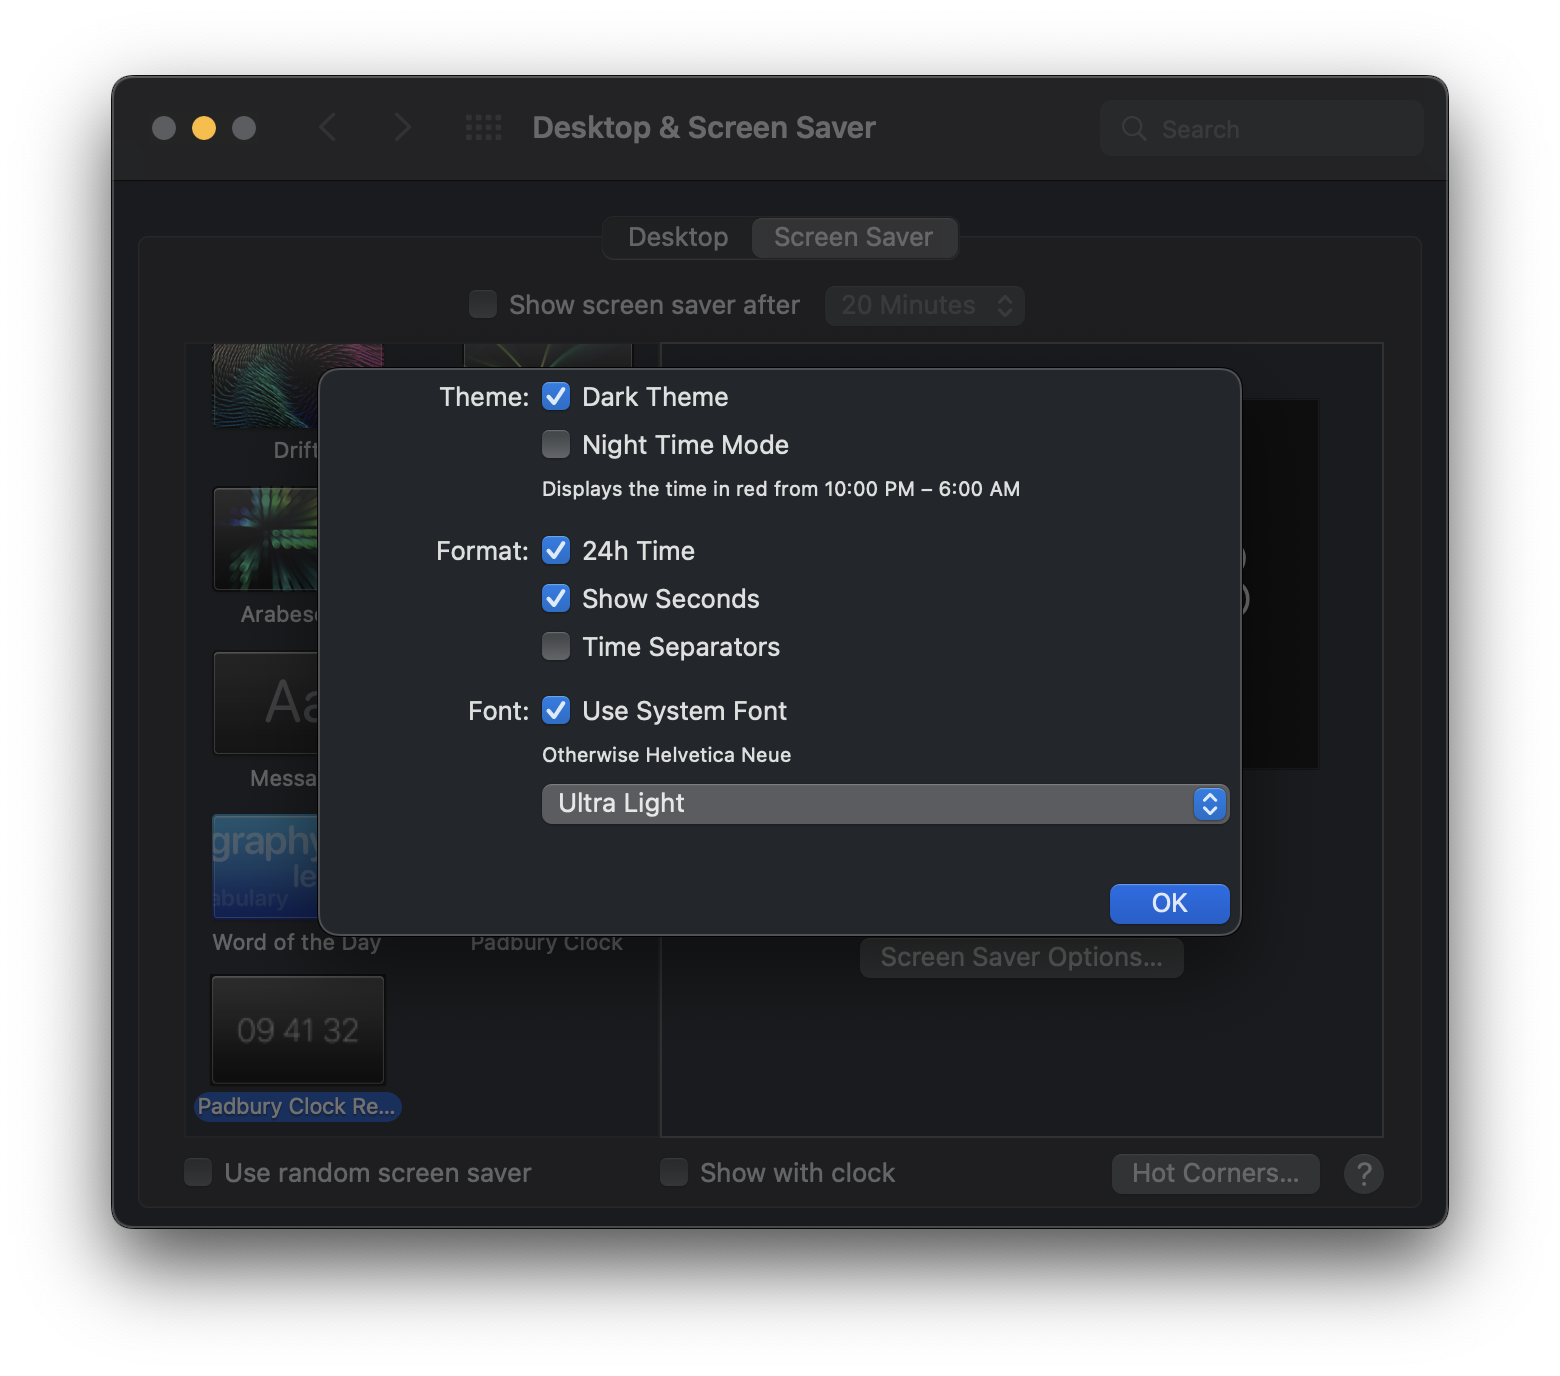 Desktop & Screen Saver
Search
Desktop
Screen Saver
Show screen saver after
20 Minutes
Drift
Theme:
Dark Theme
Night Time Mode
Displays the time in red from 10:00 PM – 6:00 AM
Format:
24h Time
Show Seconds
Time Separators
Font:
Use System Font
Otherwise Helvetica Neue
Ultra Light
OK
Arabes
Aa
Messa
graphy
le
abulary
Word of the Day
Padbury Clock
09 41 32
Padbury Clock Re...
Screen Saver Options...
Use random screen saver
Show with clock
Hot Corners...
?